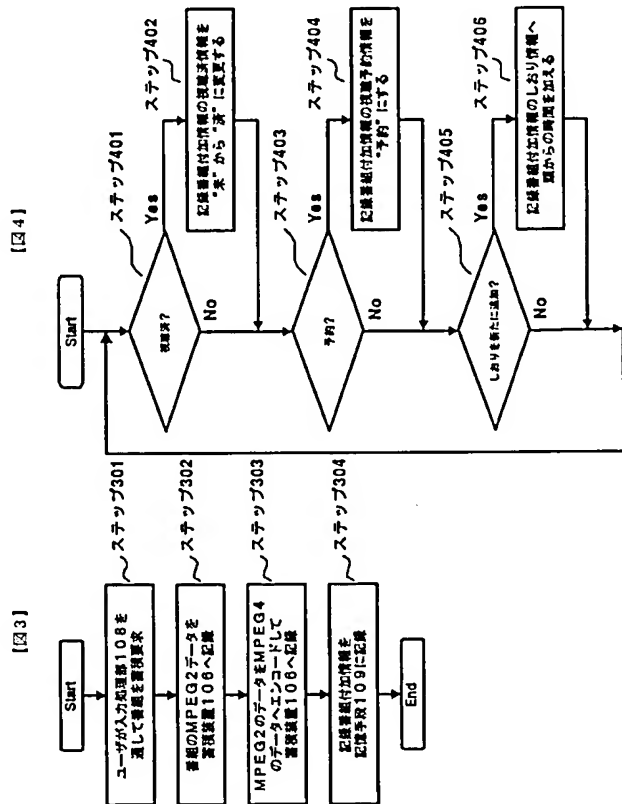 【図3】
Start
ユーザが入力処理部108を
通して番組を蓄積要求
ステップ301
番組のMPEG2データを
蓄積装置106へ記録
ステップ302
MPEG2のデータをMPEG4
のデータへエンコードして
蓄積装置106へ記録
ステップ303
記録番組付加情報を
記憶手段109に記録
ステップ304
End
【図4】
Start
視聴済?
ステップ401
Yes
No
記録番組付加情報の視聴済情報を
"未"から"済"に変更する
ステップ402
予約?
ステップ403
Yes
No
記録番組付加情報の視聴予約情報を
"予約"にする
ステップ404
しおりを新たに追加?
ステップ405
Yes
No
記録番組付加情報のしおり情報へ
頭からの時間を加える
ステップ406